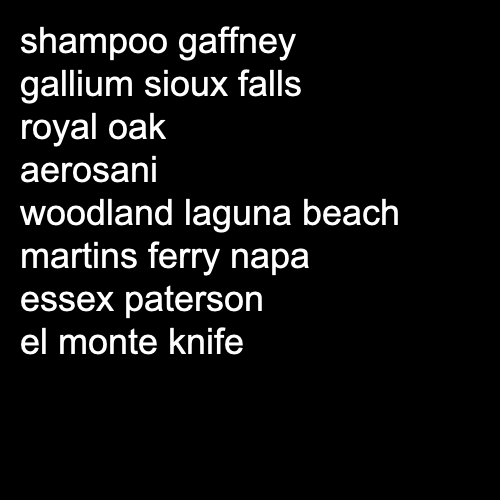 shampoo gaffney
gallium sioux falls
royal oak
aerosani
woodland laguna beach
martins ferry napa
essex paterson
el monte knife